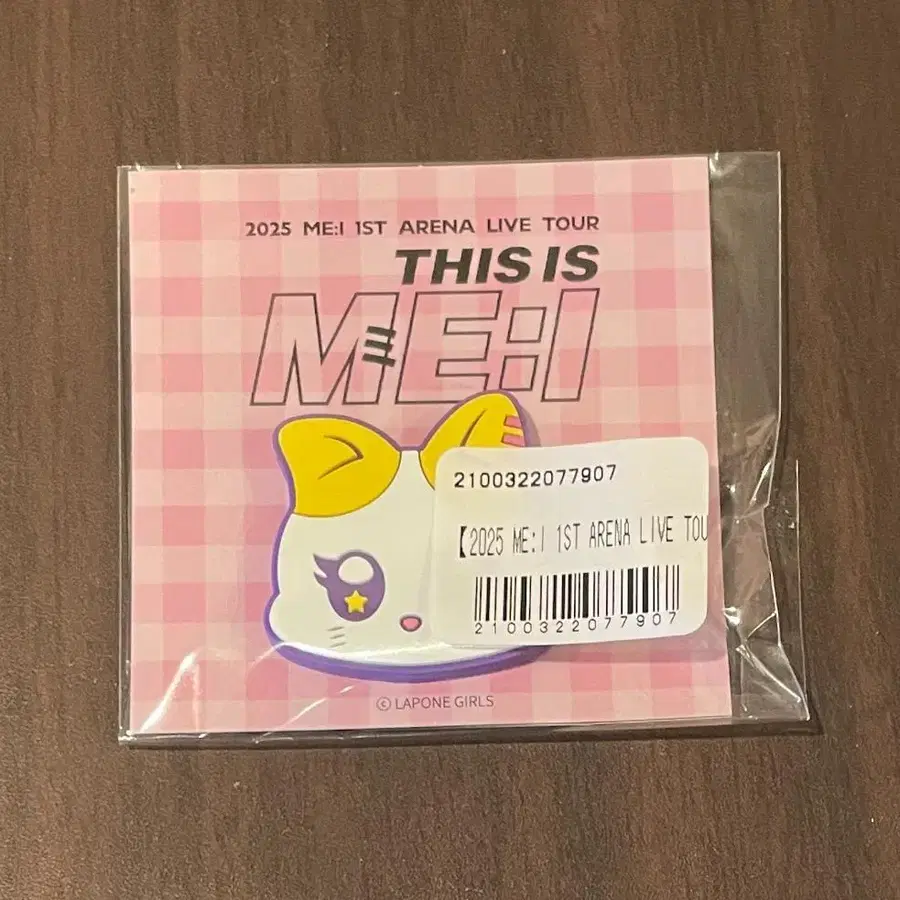 2025 ME:I 1ST ARENA LIVE TOUR
THIS IS
ME:I
2100322077907
【2025 ME:I 1ST ARENA LIVE TOU
2100322077907
© LAPONE GIRLS